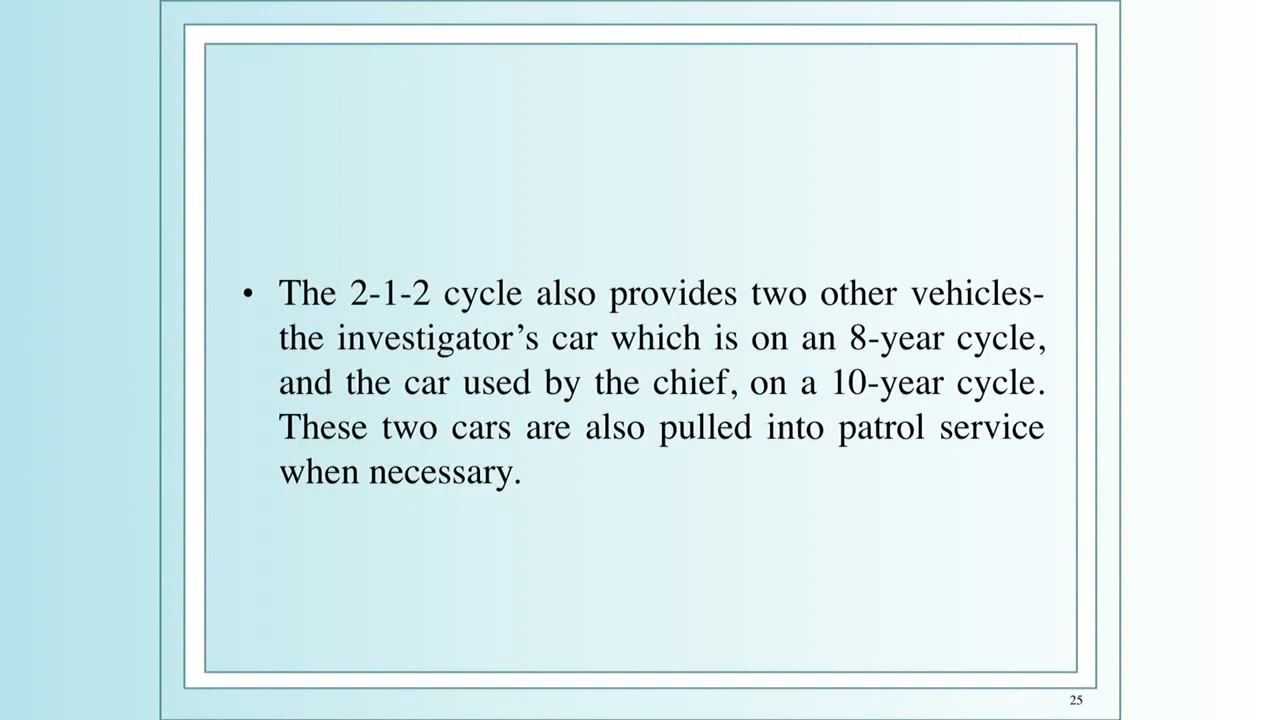 • The 2-1-2 cycle also provides two other vehicles-
the investigator’s car which is on an 8-year cycle,
and the car used by the chief, on a 10-year cycle.
These two cars are also pulled into patrol service
when necessary.
25